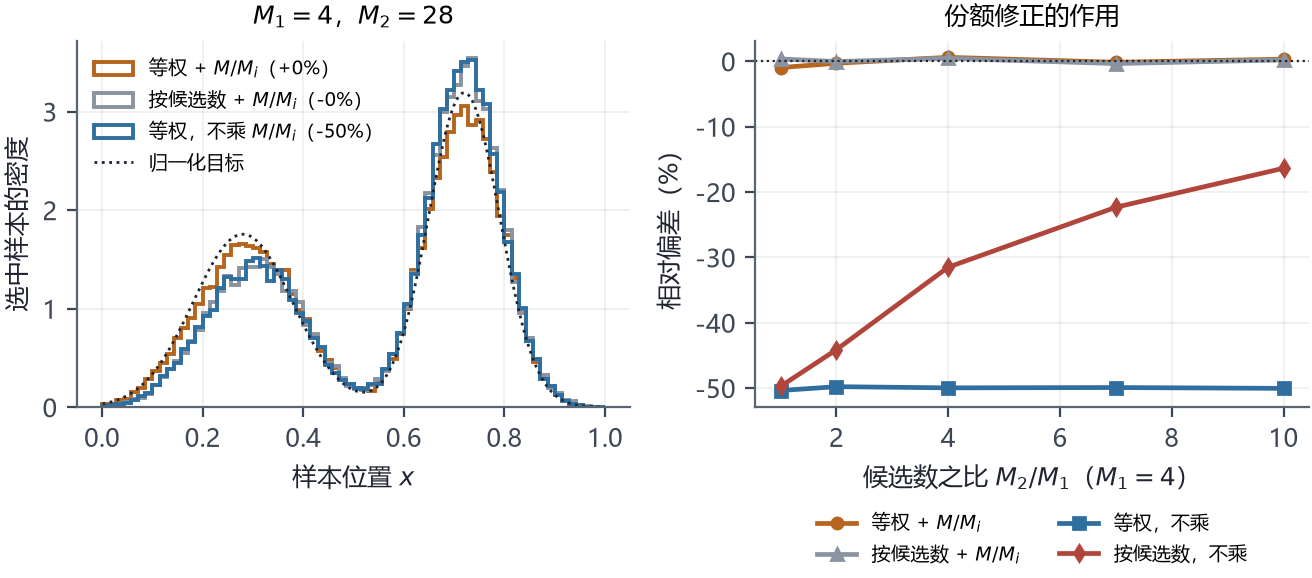 M₁ = 4，M₂ = 28
等权 + M/Mᵢ（+0%）
按候选数 + M/Mᵢ（-0%）
等权，不乘 M/Mᵢ（-50%）
归一化目标
选中样本的密度
3
2
1
0
0.0 0.2 0.4 0.6 0.8 1.0
样本位置 x
份额修正的作用
相对偏差（%）
0
-10
-20
-30
-40
-50
2 4 6 8 10
候选数之比 M₂/M₁（M₁ = 4）
等权 + M/Mᵢ
等权，不乘
按候选数 + M/Mᵢ
按候选数，不乘